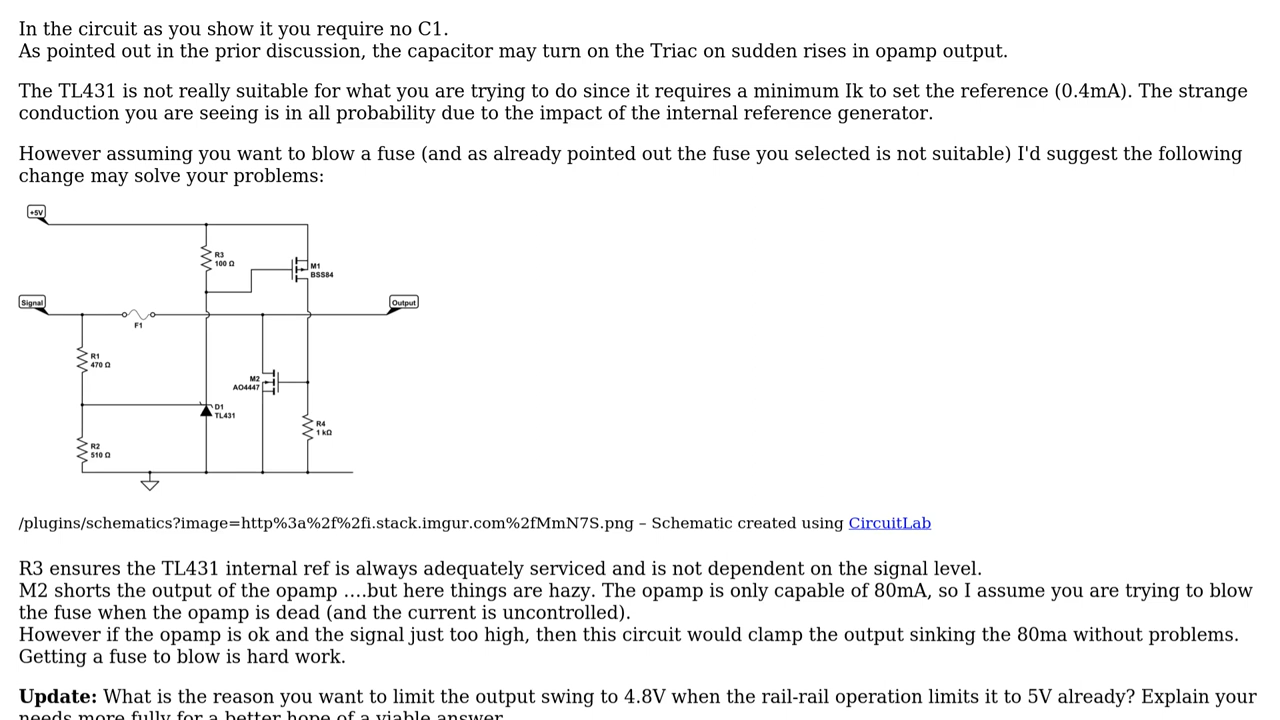 In the circuit as you show it you require no C1.
As pointed out in the prior discussion, the capacitor may turn on the Triac on sudden rises in opamp output.
The TL431 is not really suitable for what you are trying to do since it requires a minimum Ik to set the reference (0.4mA). The strange
conduction you are seeing is in all probability due to the impact of the internal reference generator.
However assuming you want to blow a fuse (and as already pointed out the fuse you selected is not suitable) I'd suggest the following
change may solve your problems:
+5V
R3
100 Ω
M1
BSS84
Signal
Output
F1
R1
470 Ω
M2
AO4447
D1
TL431
R4
1 kΩ
R2
510 Ω
/plugins/schematics?image=http%3a%2f%2fi.stack.imgur.com%2fMmN7S.png – Schematic created using CircuitLab
R3 ensures the TL431 internal ref is always adequately serviced and is not dependent on the signal level.
M2 shorts the output of the opamp ....but here things are hazy. The opamp is only capable of 80mA, so I assume you are trying to blow
the fuse when the opamp is dead (and the current is uncontrolled).
However if the opamp is ok and the signal just too high, then this circuit would clamp the output sinking the 80ma without problems.
Getting a fuse to blow is hard work.
Update: What is the reason you want to limit the output swing to 4.8V when the rail-rail operation limits it to 5V already? Explain your
needs more fully for a better hope of a viable answer.